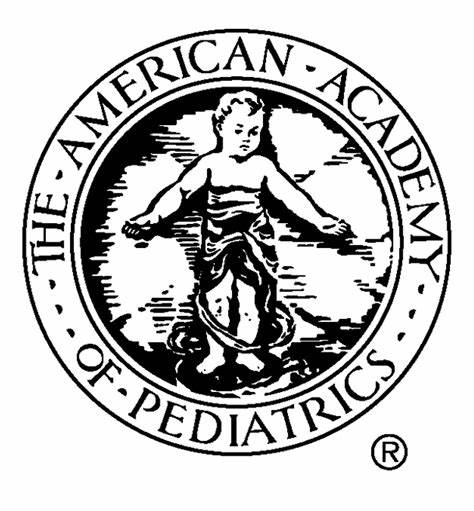 THE · AMERICAN · ACADEMY
OF · PEDIATRICS
®